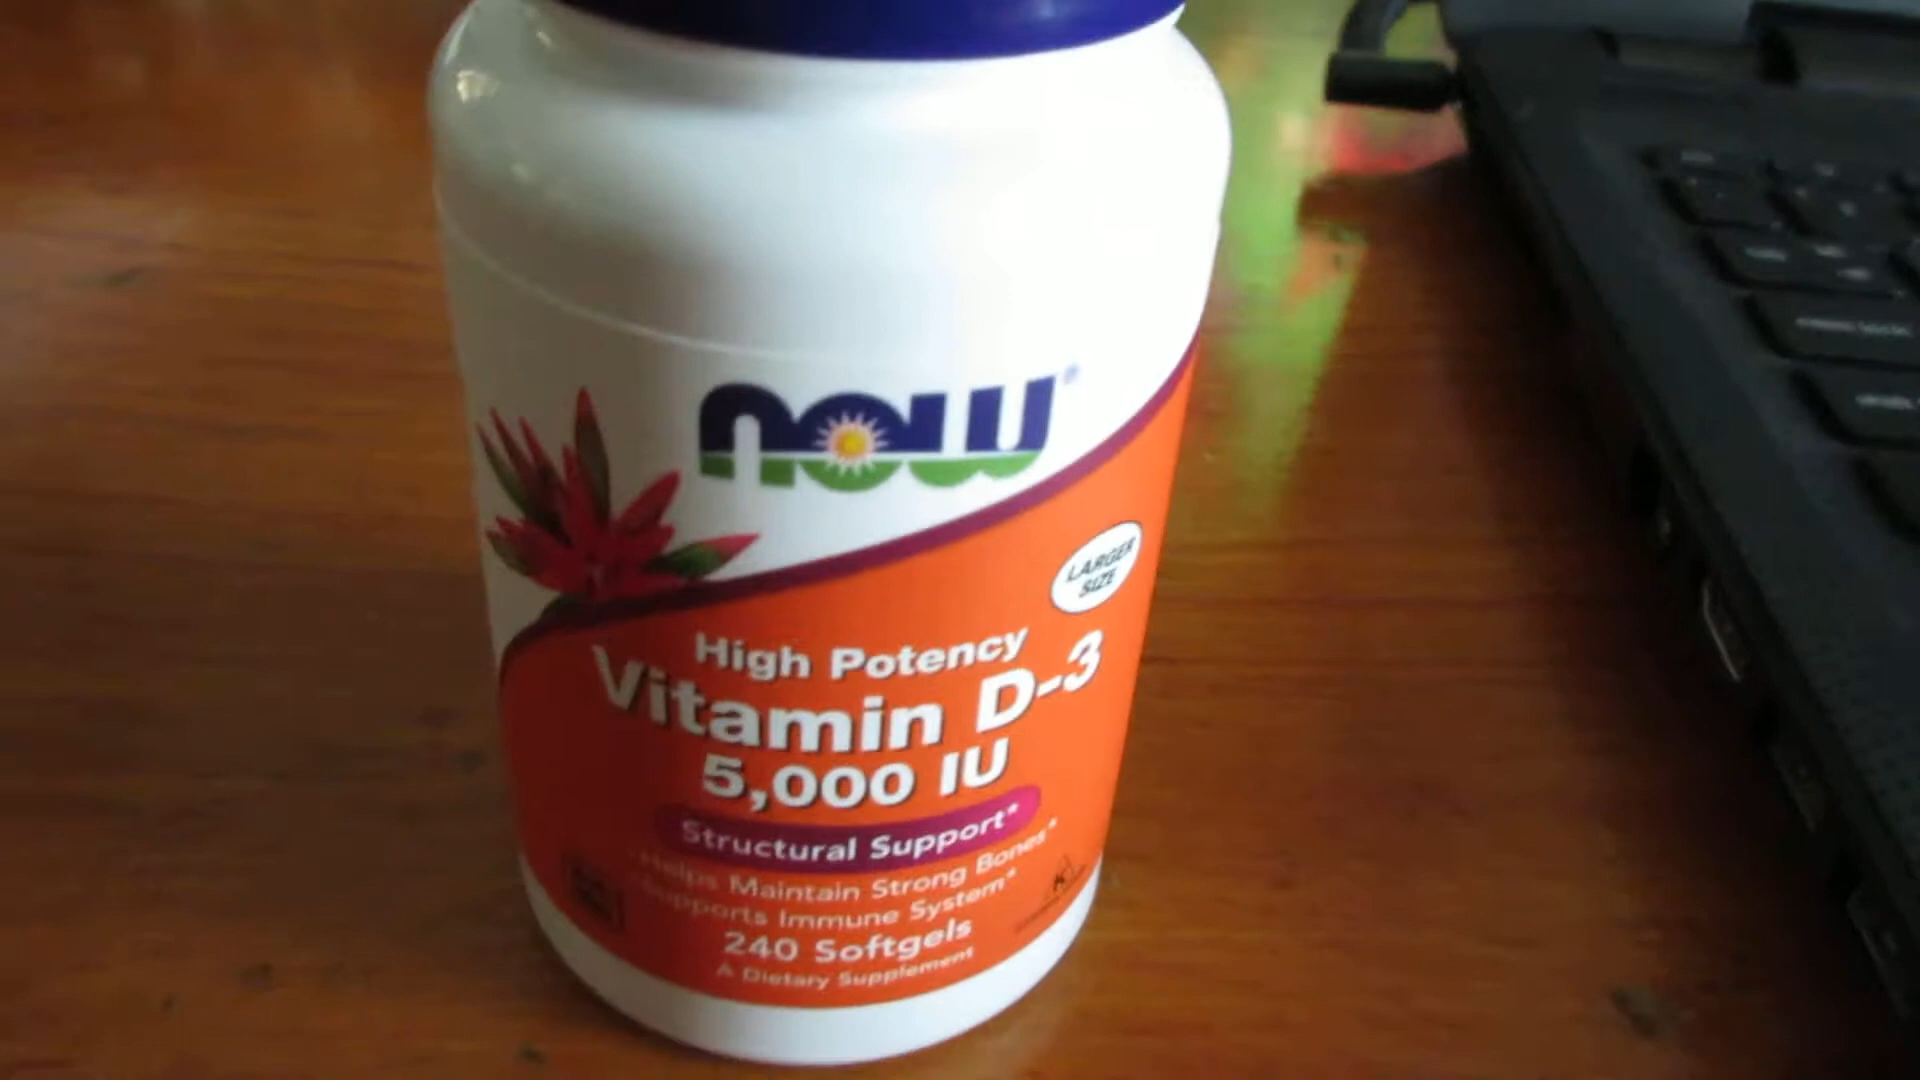 now®
LARGER
SIZE
High Potency
Vitamin D-3
5,000 IU
Structural Support*
Helps Maintain Strong Bones*
Supports Immune System*
240 Softgels
A Dietary Supplement